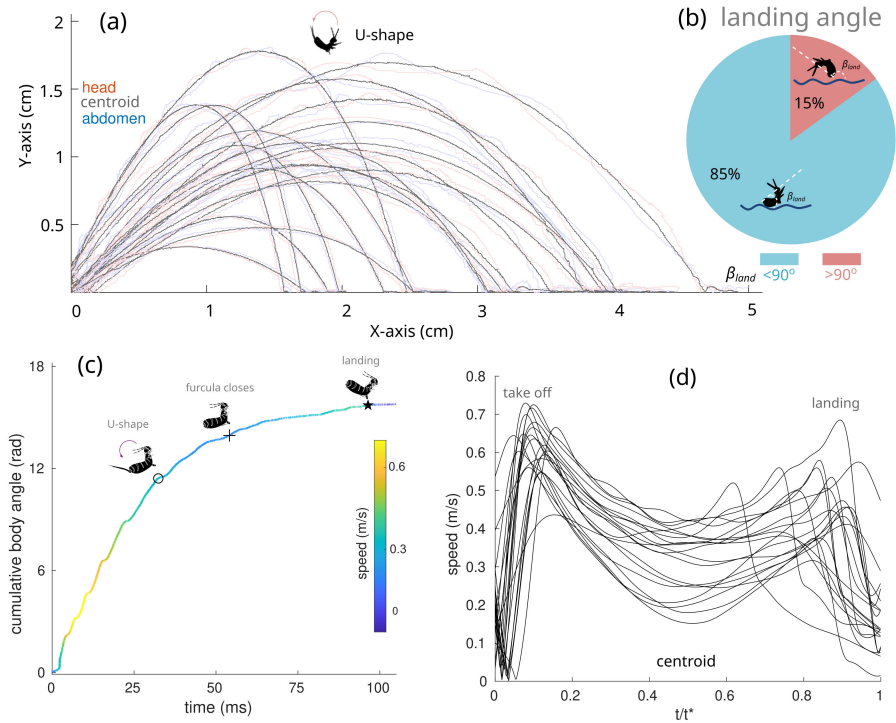 (a)
U-shape
head
centroid
abdomen
Y-axis (cm)
2
1.5
1
0.5
0 1 2 3 4 5
X-axis (cm)
(b) landing angle
βland
15%
85%
βland
βland <90° >90°
(c)
landing
furcula closes
U-shape
cumulative body angle (rad)
18
12
6
0
0 25 50 75 100
time (ms)
speed (m/s)
0.6
0.3
0
(d)
take off
landing
speed (m/s)
0.8
0.7
0.6
0.5
0.4
0.3
0.2
0.1
0
centroid
0 0.2 0.4 0.6 0.8 1
t/t*